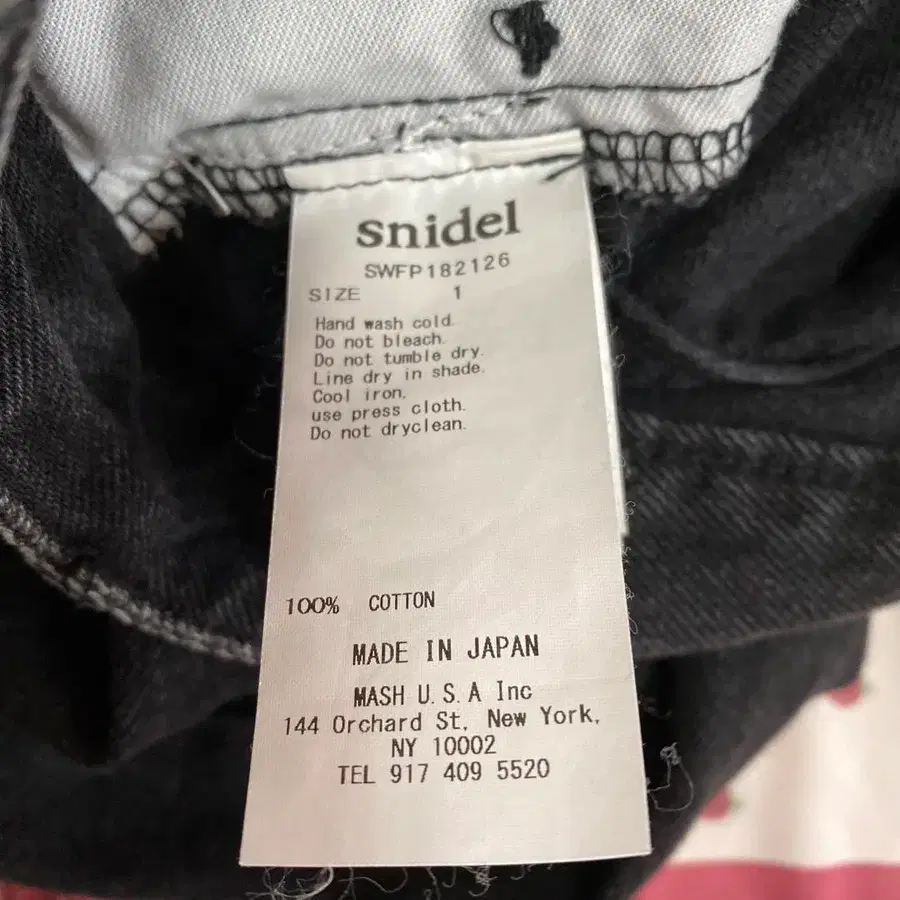 snidel
SWFP182126
SIZE 1
Hand wash cold.
Do not bleach.
Do not tumble dry.
Line dry in shade.
Cool iron,
use press cloth.
Do not dryclean.
100% COTTON
MADE IN JAPAN
MASH U.S.A Inc
144 Orchard St, New York,
NY 10002
TEL 917 409 5520